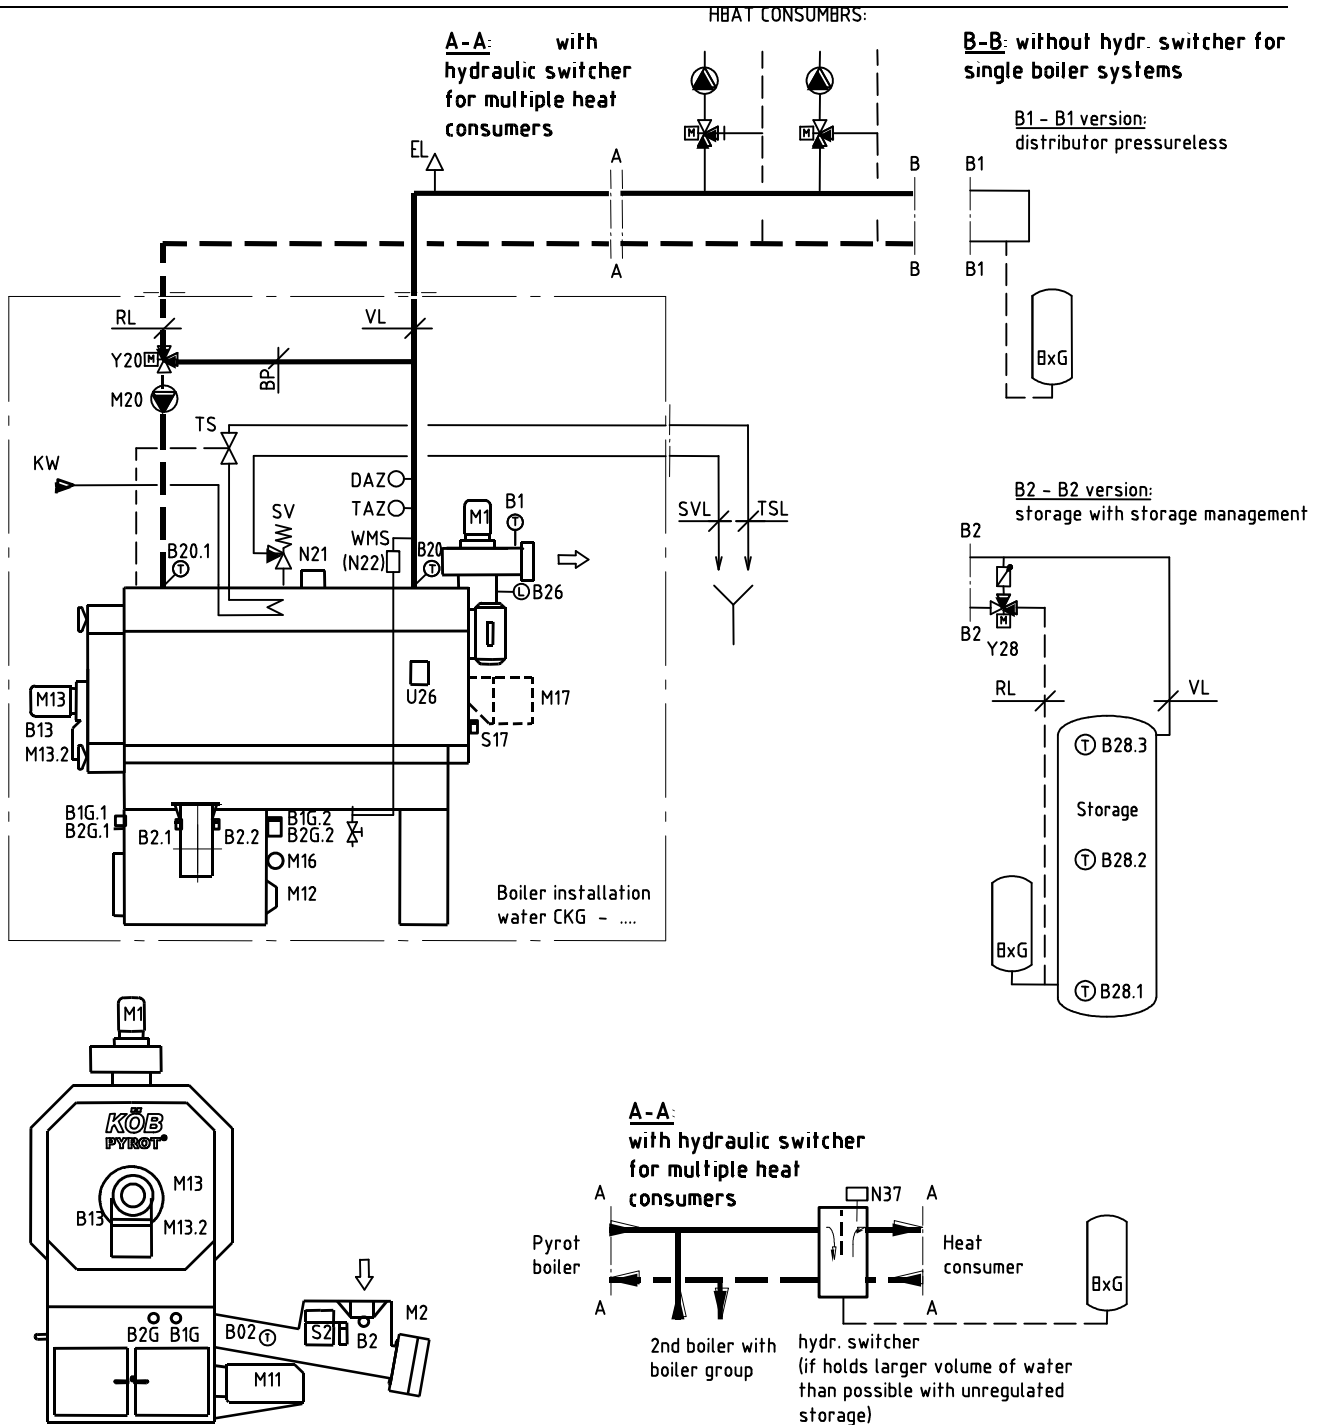 HEAT CONSUMERS:
A-A: with
hydraulic switcher
for multiple heat
consumers
B-B: without hydr. switcher for
single boiler systems
B1 - B1 version:
distributor pressureless
EL
M
M
A
B
B1
A
B
B1
RL
VL
Y20
M
BP
M20
TS
BxG
KW
DAZ
TAZ
SV
WMS
(N22)
N21
B20.1
T
B20
T
M1
B1
T
L
B26
SVL
TSL
B2 - B2 version:
storage with storage management
B2
B2
M
Y28
RL
VL
M13
B13
M13.2
U26
M17
S17
T B28.3
Storage
T B28.2
BxG
T B28.1
B1G.1
B2G.1
B2.1
B2.2
B1G.2
B2G.2
M16
M12
Boiler installation
water CKG - ....
M1
KÖB
PYROT®
M13
B13
M13.2
B2G
B1G
B02
T
S2
B2
M2
M11
A-A:
with hydraulic switcher
for multiple heat
consumers
A
N37
A
Pyrot
boiler
Heat
consumer
BxG
A
A
2nd boiler with
boiler group
hydr. switcher
(if holds larger volume of water
than possible with unregulated
storage)